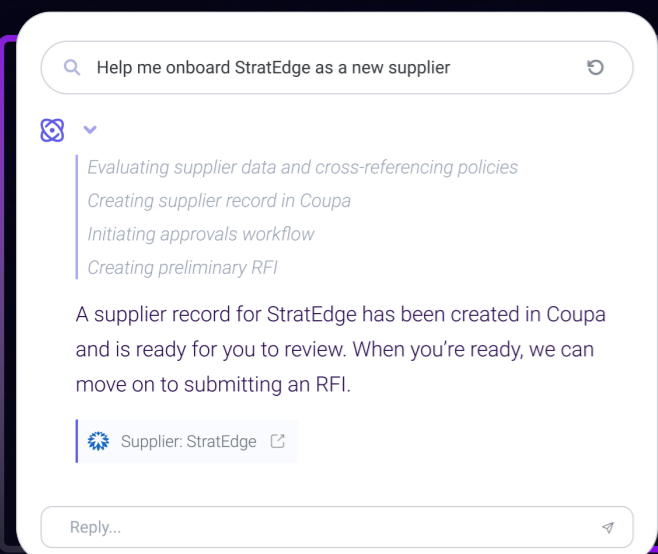 Help me onboard StratEdge as a new supplier
Evaluating supplier data and cross-referencing policies
Creating supplier record in Coupa
Initiating approvals workflow
Creating preliminary RFI
A supplier record for StratEdge has been created in Coupa
and is ready for you to review. When you’re ready, we can
move on to submitting an RFI.
Supplier: StratEdge
Reply...